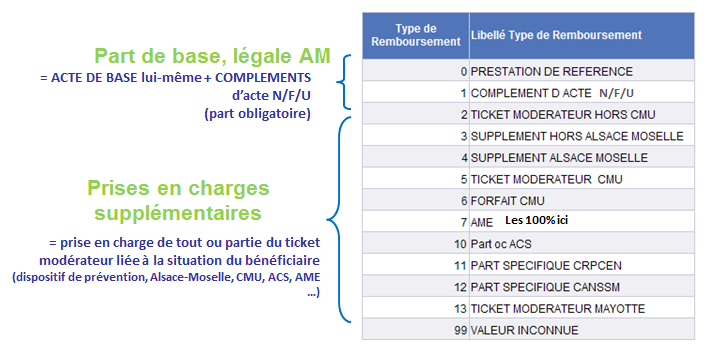 Part de base, légale AM
= ACTE DE BASE lui-même + COMPLEMENTS
d'acte N/F/U
(part obligatoire)
Prises en charges
supplémentaires
= prise en charge de tout ou partie du ticket
modérateur liée à la situation du bénéficiaire
(dispositif de prévention, Alsace-Moselle, CMU, ACS, AME
...)
Type de
Remboursement
Libellé Type de Remboursement
0 PRESTATION DE REFERENCE
1 COMPLEMENT D ACTE N/F/U
2 TICKET MODERATEUR HORS CMU
3 SUPPLEMENT HORS ALSACE MOSELLE
4 SUPPLEMENT ALSACE MOSELLE
5 TICKET MODERATEUR CMU
6 FORFAIT CMU
7 AME Les 100% ici
10 Part oc ACS
11 PART SPECIFIQUE CRPCEN
12 PART SPECIFIQUE CANSSM
13 TICKET MODERATEUR MAYOTTE
99 VALEUR INCONNUE